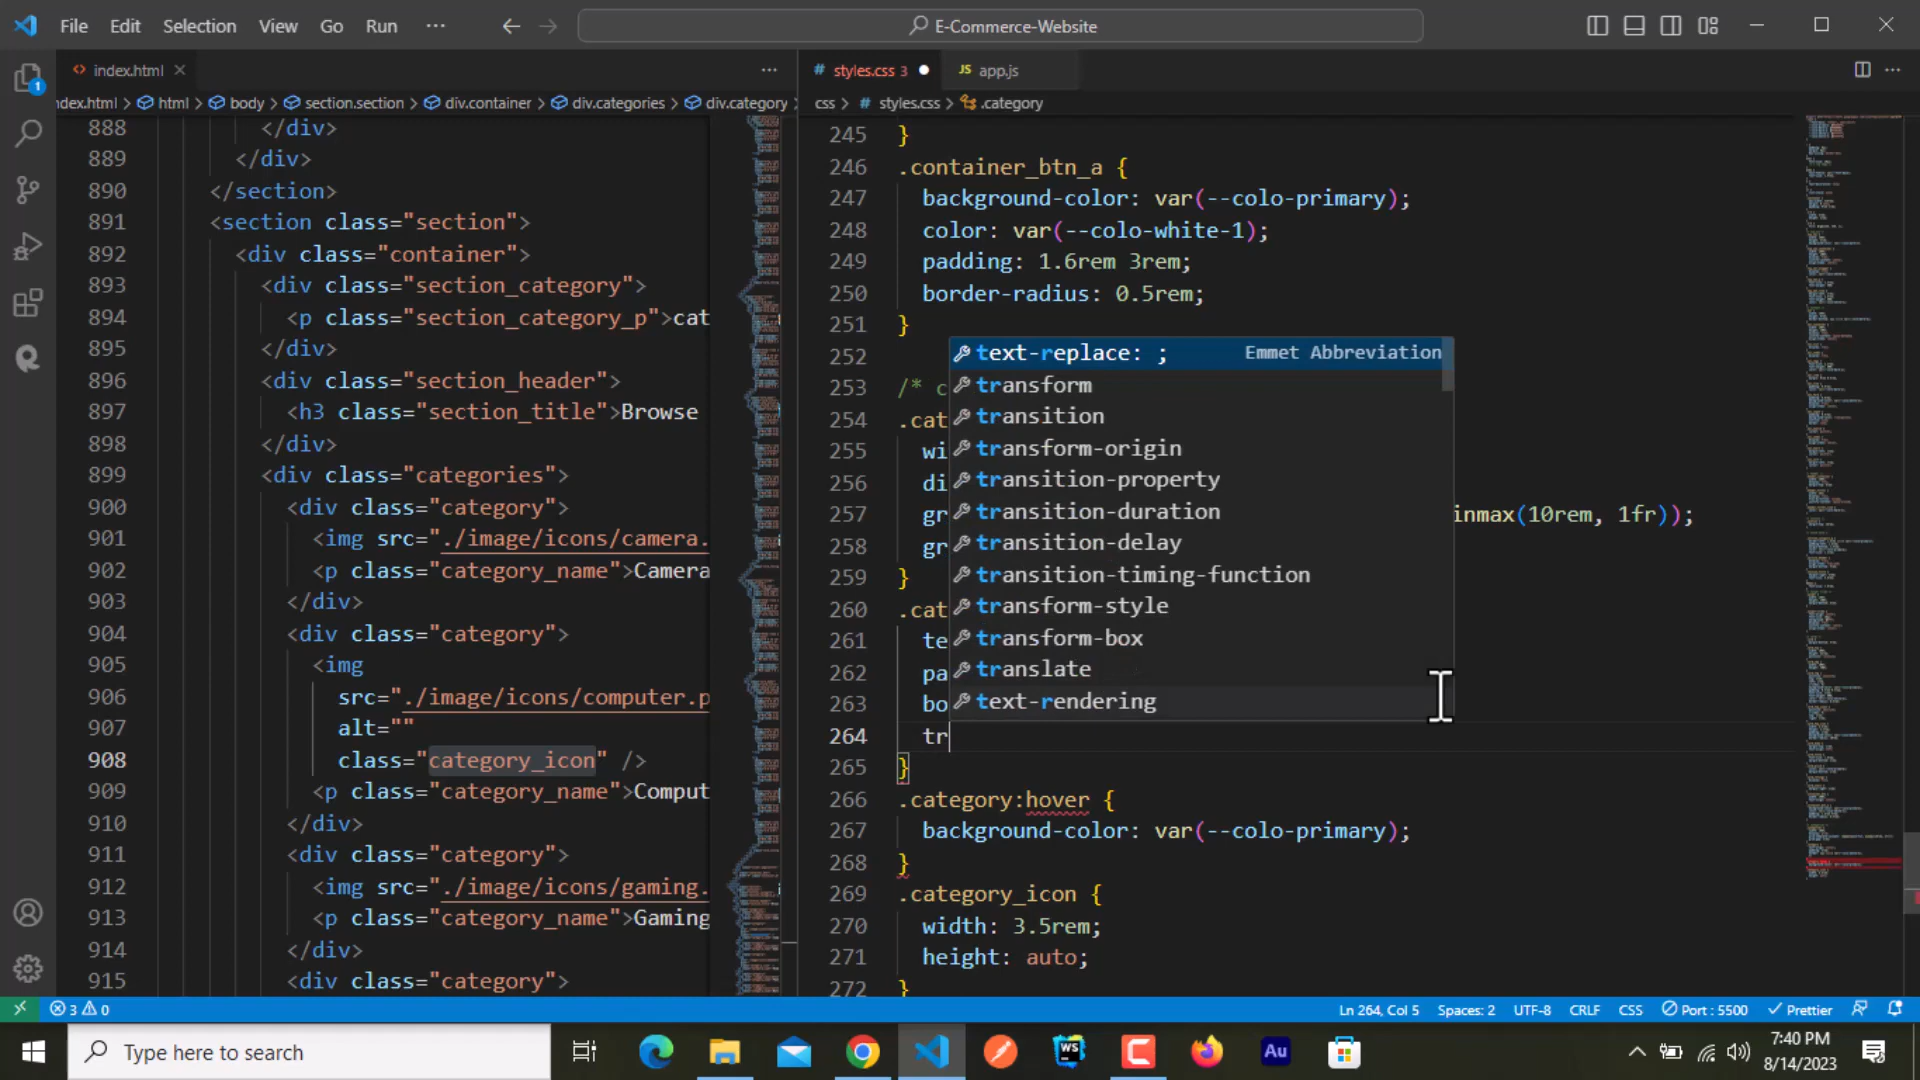 File Edit Selection View Go Run ··· E-Commerce-Website
index.html
styles.css 3
JS app.js
ndex.html > html > body > section.section > div.container > div.categories > div.category
css > # styles.css > .category
888 </div>
889 </div>
890 </section>
891 <section class="section">
892 <div class="container">
893 <div class="section_category">
894 <p class="section_category_p">cat
895 </div>
896 <div class="section_header">
897 <h3 class="section_title">Browse
898 </div>
899 <div class="categories">
900 <div class="category">
901 <img src="./image/icons/camera.
902 <p class="category_name">Camera
903 </div>
904 <div class="category">
905 <img
906 src="./image/icons/computer.p
907 alt=""
908 class="category_icon" />
909 <p class="category_name">Comput
910 </div>
911 <div class="category">
912 <img src="./image/icons/gaming.
913 <p class="category_name">Gaming
914 </div>
915 <div class="category">
245 }
246 .container_btn_a {
247 background-color: var(--colo-primary);
248 color: var(--colo-white-1);
249 padding: 1.6rem 3rem;
250 border-radius: 0.5rem;
251 }
252
253 /* c
254 .cat
255 wi
256 di
257 gr inmax(10rem, 1fr));
258 gr
259 }
260 .cat
261 te
262 pa
263 bo
264 tr
265 }
266 .category:hover {
267 background-color: var(--colo-primary);
268 }
269 .category_icon {
270 width: 3.5rem;
271 height: auto;
272 }
text-replace: ; Emmet Abbreviation
transform
transition
transform-origin
transition-property
transition-duration
transition-delay
transition-timing-function
transform-style
transform-box
translate
text-rendering
3 0 Ln 264, Col 5 Spaces: 2 UTF-8 CRLF CSS Port : 5500 Prettier
Type here to search
WS
Au
7:40 PM
8/14/2023